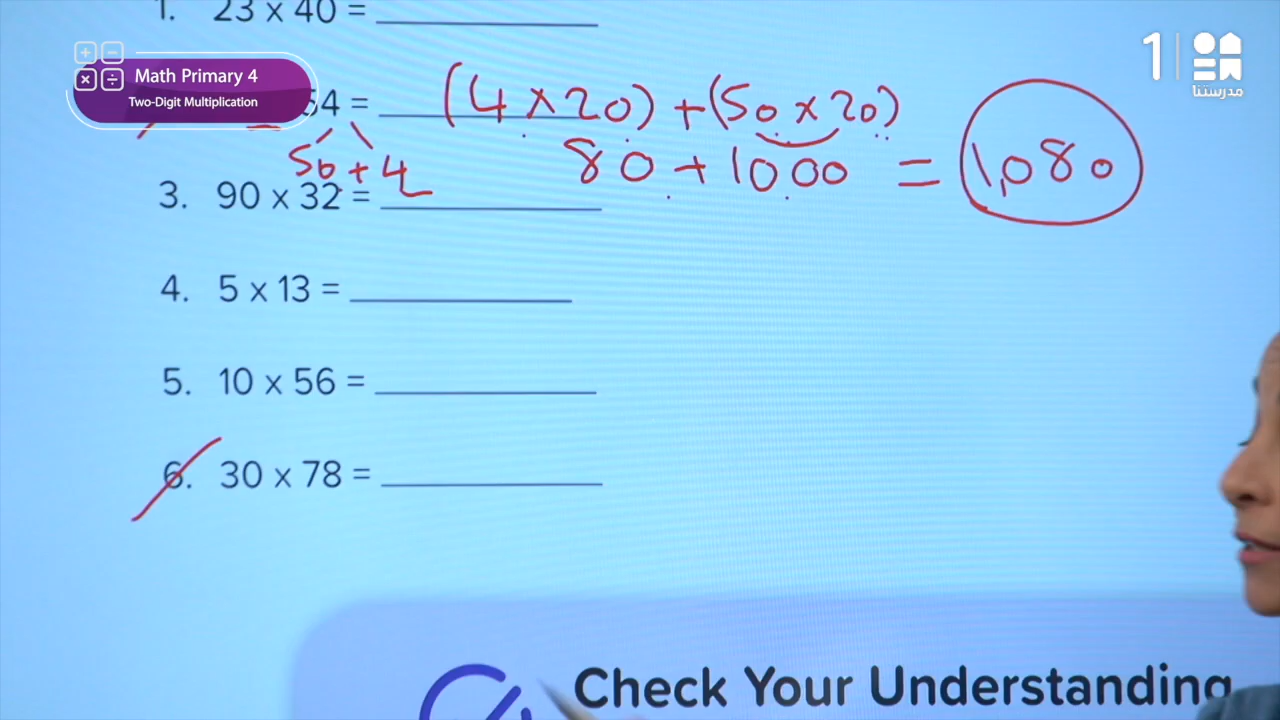 1. 23 x 40 =
Math Primary 4
Two-Digit Multiplication
1
مدرستنا
54 = (4 x 20) + (50 x 20)
50 + 4
80 + 1000 = 1,080
3. 90 x 32 =
4. 5 x 13 =
5. 10 x 56 =
6. 30 x 78 =
Check Your Understanding